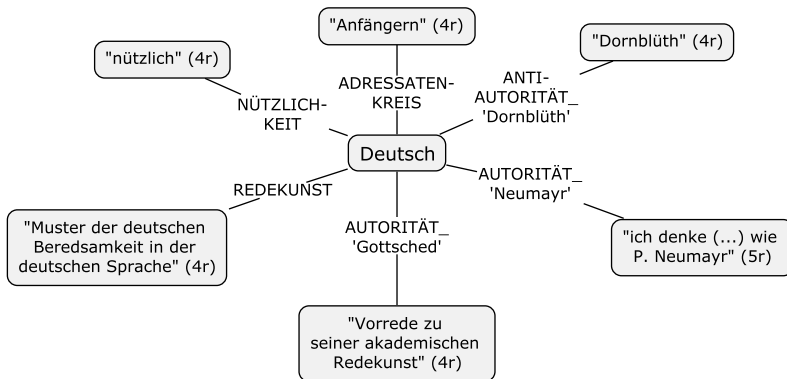 "Anfängern" (4r)
"nützlich" (4r)
"Dornblüth" (4r)
ADRESSATEN-
KREIS
ANTI-
AUTORITÄT_
'Dornblüth'
NÜTZLICH-
KEIT
Deutsch
REDEKUNST
AUTORITÄT_
'Neumayr'
"Muster der deutschen
Beredsamkeit in der
deutschen Sprache" (4r)
AUTORITÄT_
'Gottsched'
"ich denke (...) wie
P. Neumayr" (5r)
"Vorrede zu
seiner akademischen
Redekunst" (4r)